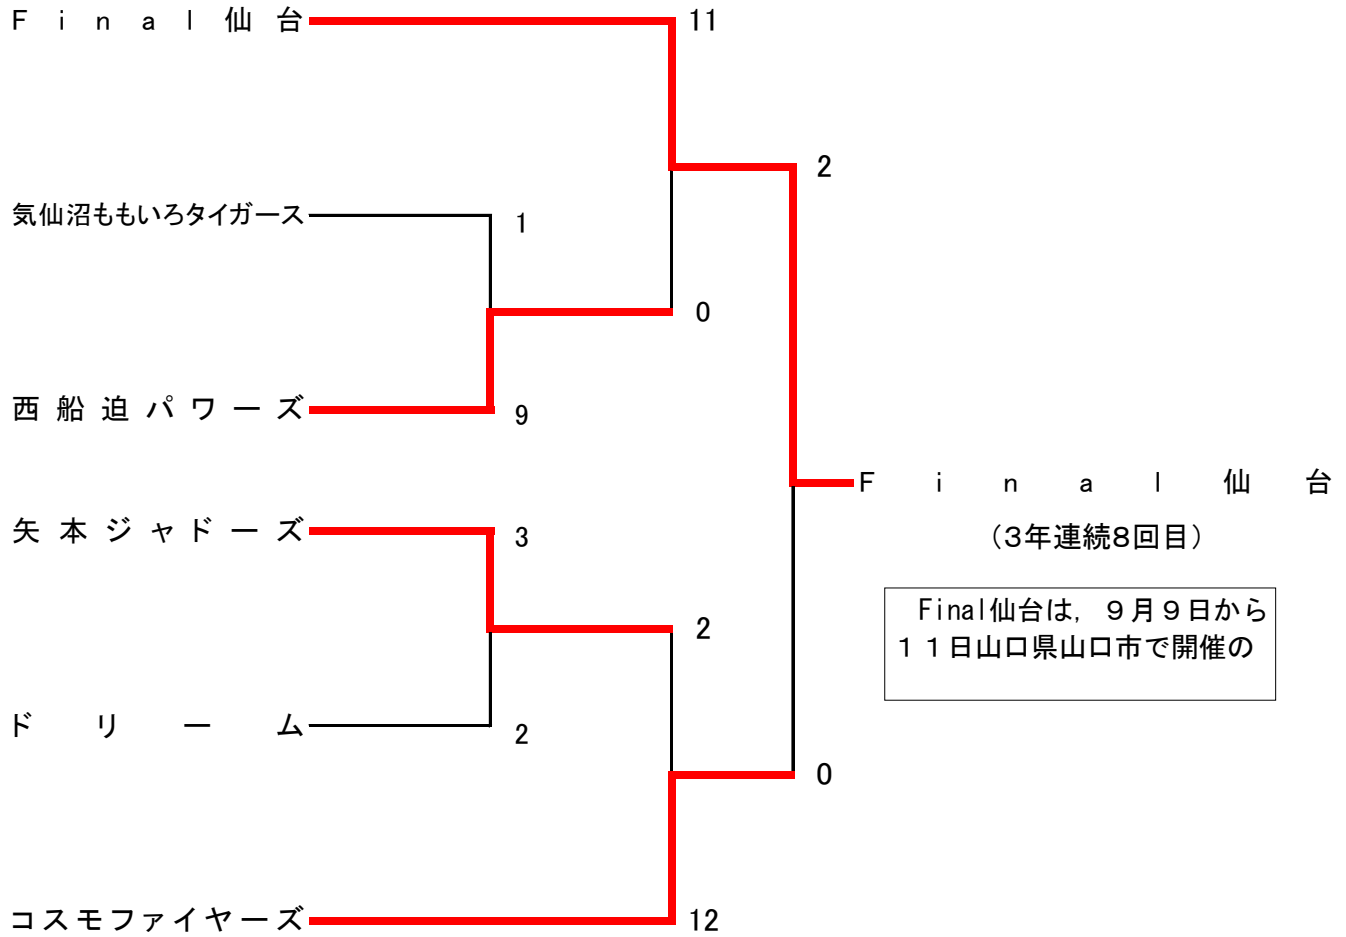 Final仙台
11
2
気仙沼ももいろタイガース
1
0
西船迫パワーズ
9
Final仙台
矢本ジャドーズ
3
（3年連続8回目）
Final仙台は，９月９日から
１１日山口県山口市で開催の
2
ドリーム
2
0
コスモファイヤーズ
12